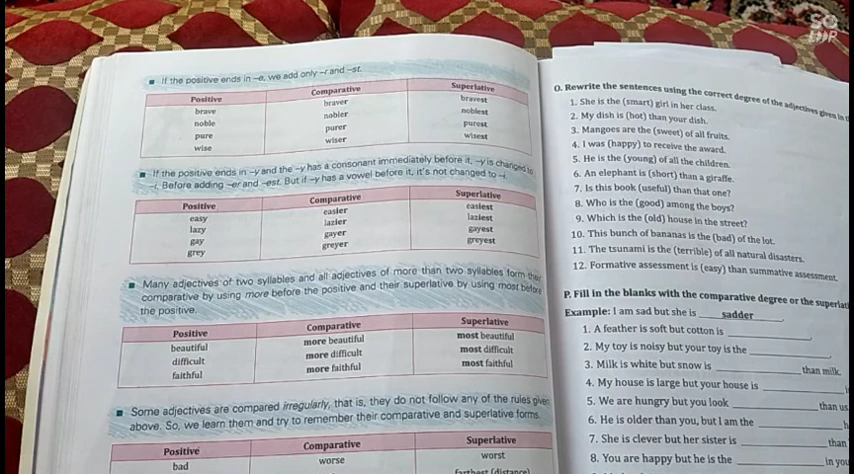 If the positive ends in –e, we add only –r and –st.
Positive Comparative Superlative
brave braver bravest
noble nobler noblest
pure purer purest
wise wiser wisest
If the positive ends in –y and the –y has a consonant immediately before it, –y is changed to
–i. Before adding –er and –est. But if –y has a vowel before it, it's not changed to –i.
Positive Comparative Superlative
easy easier easiest
lazy lazier laziest
gay gayer gayest
grey greyer greyest
Many adjectives of two syllables and all adjectives of more than two syllables form their
comparative by using more before the positive and their superlative by using most before
the positive.
Positive Comparative Superlative
beautiful more beautiful most beautiful
difficult more difficult most difficult
faithful more faithful most faithful
Some adjectives are compared irregularly, that is, they do not follow any of the rules given
above. So, we learn them and try to remember their comparative and superlative forms.
Positive Comparative Superlative
bad worse worst
farthest (distance)
O. Rewrite the sentences using the correct degree of the adjectives given in
1. She is the (smart) girl in her class.
2. My dish is (hot) than your dish.
3. Mangoes are the (sweet) of all fruits.
4. I was (happy) to receive the award.
5. He is the (young) of all the children.
6. An elephant is (short) than a giraffe.
7. Is this book (useful) than that one?
8. Who is the (good) among the boys?
9. Which is the (old) house in the street?
10. This bunch of bananas is the (bad) of the lot.
11. The tsunami is the (terrible) of all natural disasters.
12. Formative assessment is (easy) than summative assessment.
P. Fill in the blanks with the comparative degree or the
Example: I am sad but she is sadder.
1. A feather is soft but cotton is ______.
2. My toy is noisy but your toy is the ______.
3. Milk is white but snow is ______ than milk.
4. My house is large but your house is ______
5. We are hungry but you look ______ than us
6. He is older than you, but I am the ______
7. She is clever but her sister is ______ than
8. You are happy but he is the ______ in you